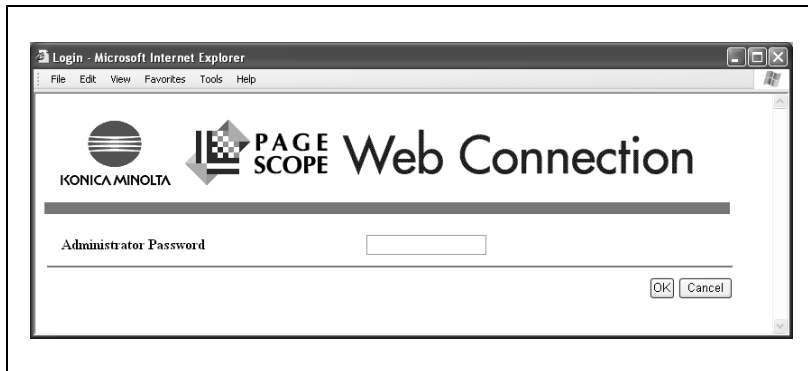 Login - Microsoft Internet Explorer
File Edit View Favorites Tools Help
KONICA MINOLTA
PAGE SCOPE Web Connection
Administrator Password
OK Cancel